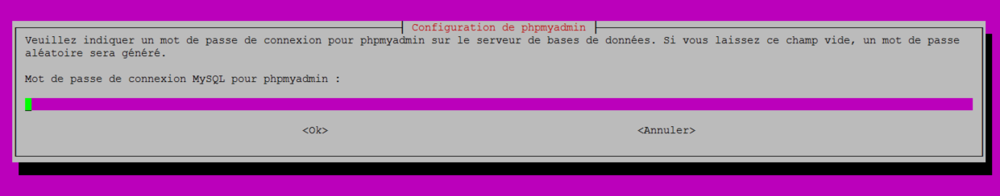 Configuration de phpmyadmin
Veuillez indiquer un mot de passe de connexion pour phpmyadmin sur le serveur de bases de données. Si vous laissez ce champ vide, un mot de passe
aléatoire sera généré.
Mot de passe de connexion MySQL pour phpmyadmin :
<Ok> <Annuler>